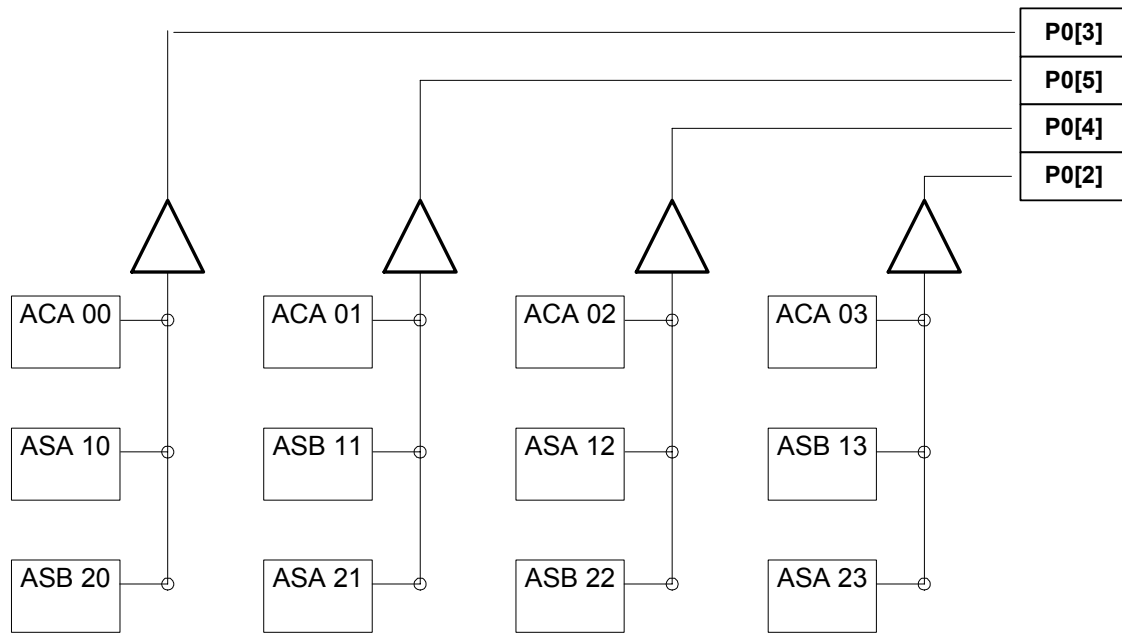 P0[3]
P0[5]
P0[4]
P0[2]
ACA 00
ACA 01
ACA 02
ACA 03
ASA 10
ASB 11
ASA 12
ASB 13
ASB 20
ASA 21
ASB 22
ASA 23